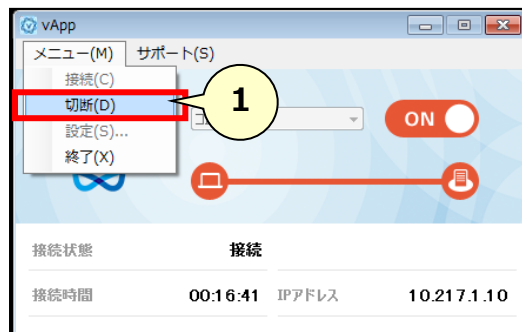 vApp
メニュー(M) サポート(S)
接続(C)
切断(D)
設定(S)...
終了(X)
1
ON
接続状態 接続
接続時間 00:16:41 IPアドレス 10.217.1.10